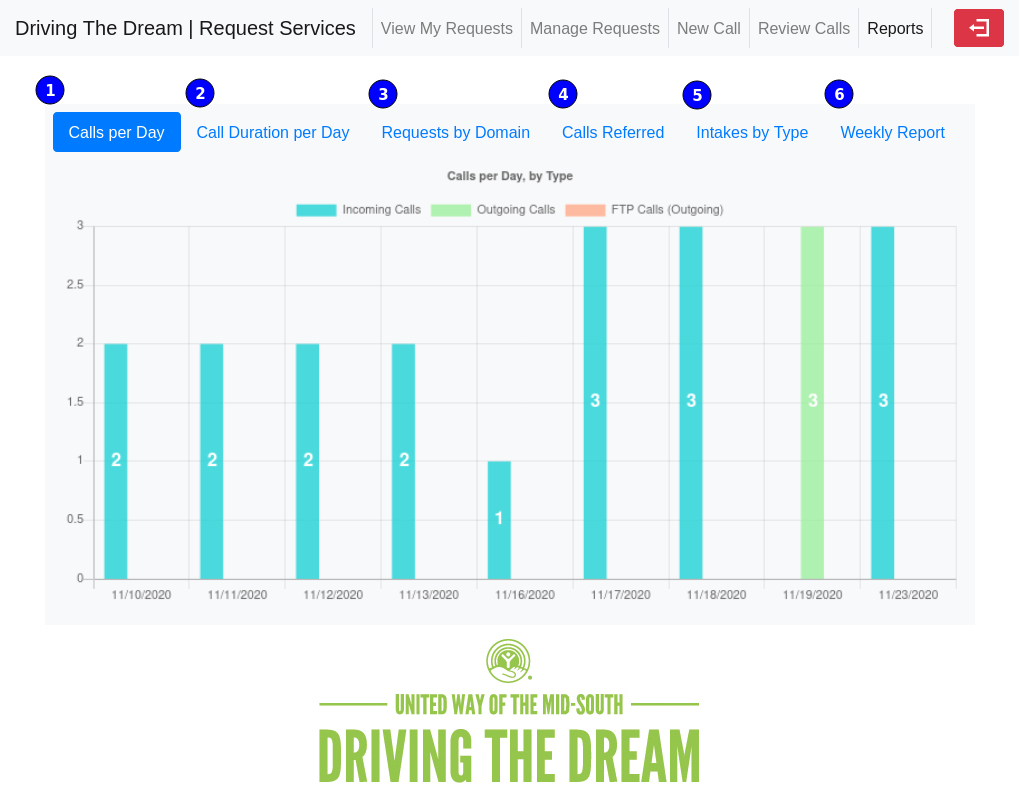 Driving The Dream | Request Services View My Requests Manage Requests New Call Review Calls Reports
1 2 3 4 5 6
Calls per Day Call Duration per Day Requests by Domain Calls Referred Intakes by Type Weekly Report
Calls per Day, by Type
Incoming Calls Outgoing Calls FTP Calls (Outgoing)
3
2.5
2
1.5
1
0.5
0
2 2 2 2 1 3 3 3 3
11/10/2020 11/11/2020 11/12/2020 11/13/2020 11/16/2020 11/17/2020 11/18/2020 11/19/2020 11/23/2020
UNITED WAY OF THE MID-SOUTH
DRIVING THE DREAM